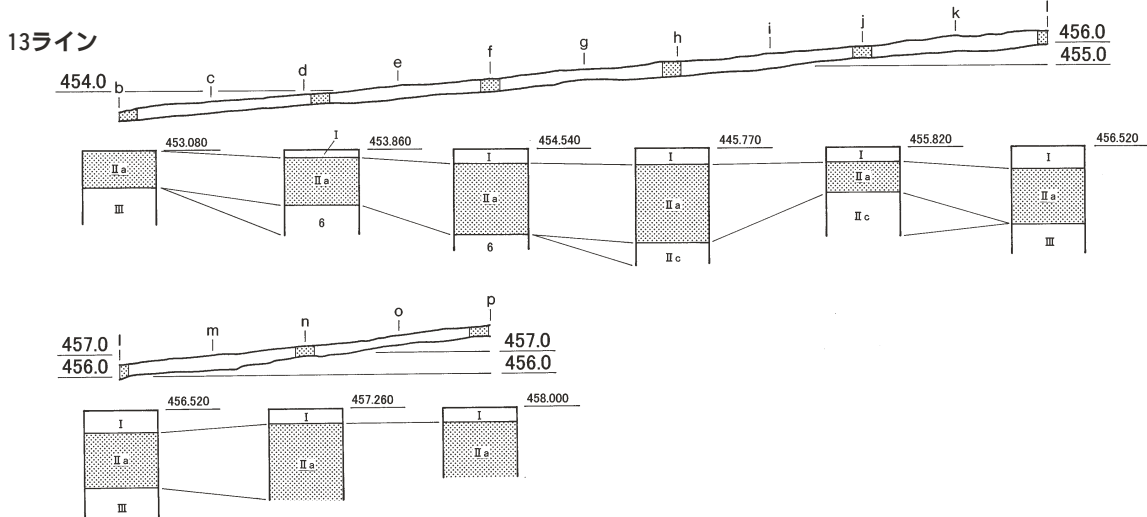 13ライン
b c d e f g h i j k l
454.0
456.0
455.0
453.080 453.860 454.540 445.770 455.820 456.520
I I I I I
IIa IIa IIa IIa IIa IIa
III 6 6 IIc IIc III
l m n o p
457.0 457.0
456.0 456.0
456.520 457.260 458.000
I I I
IIa IIa IIa
III